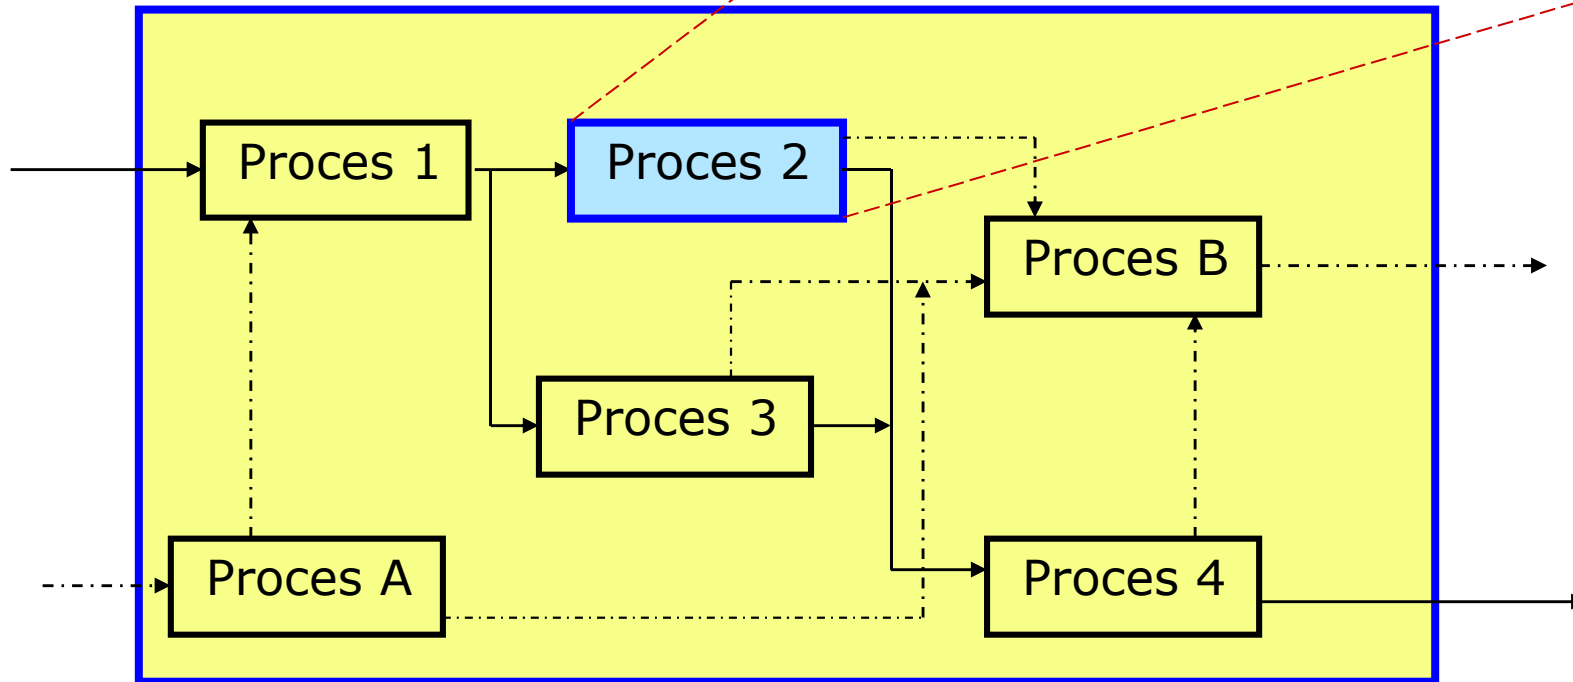 Proces 1
Proces 2
Proces B
Proces 3
Proces A
Proces 4